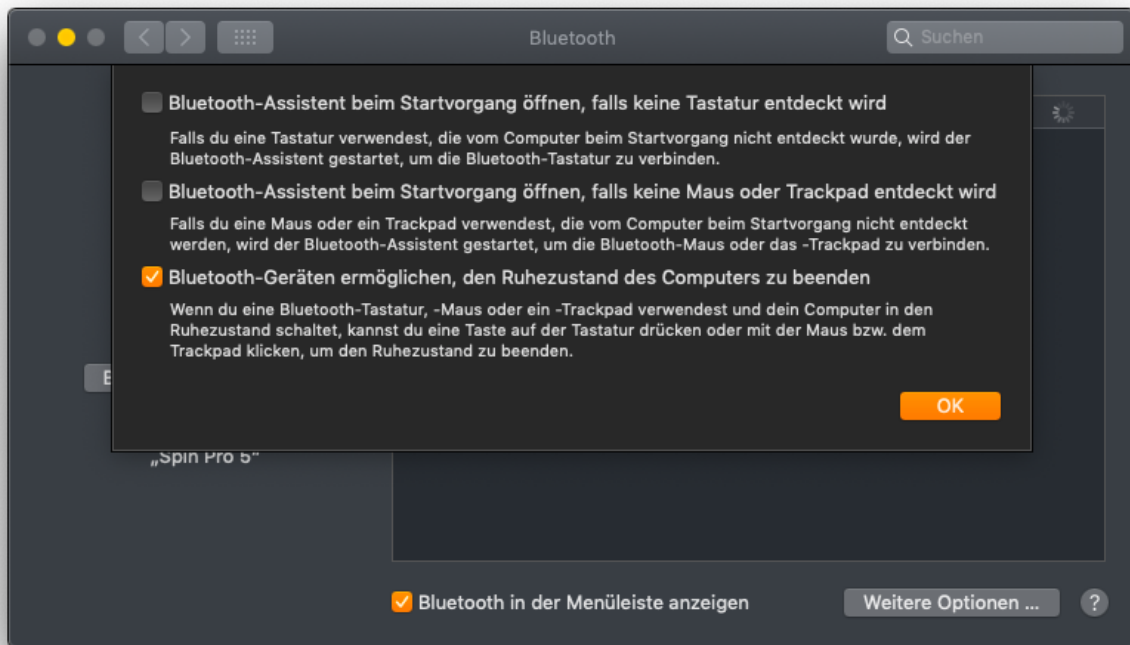 Bluetooth
Suchen
Bluetooth-Assistent beim Startvorgang öffnen, falls keine Tastatur entdeckt wird
Falls du eine Tastatur verwendest, die vom Computer beim Startvorgang nicht entdeckt wurde, wird der
Bluetooth-Assistent gestartet, um die Bluetooth-Tastatur zu verbinden.
Bluetooth-Assistent beim Startvorgang öffnen, falls keine Maus oder Trackpad entdeckt wird
Falls du eine Maus oder ein Trackpad verwendest, die vom Computer beim Startvorgang nicht entdeckt
werden, wird der Bluetooth-Assistent gestartet, um die Bluetooth-Maus oder das -Trackpad zu verbinden.
Bluetooth-Geräten ermöglichen, den Ruhezustand des Computers zu beenden
Wenn du eine Bluetooth-Tastatur, -Maus oder ein -Trackpad verwendest und dein Computer in den
Ruhezustand schaltet, kannst du eine Taste auf der Tastatur drücken oder mit der Maus bzw. dem
Trackpad klicken, um den Ruhezustand zu beenden.
OK
„Spin Pro 5“
Bluetooth in der Menüleiste anzeigen
Weitere Optionen ...
?